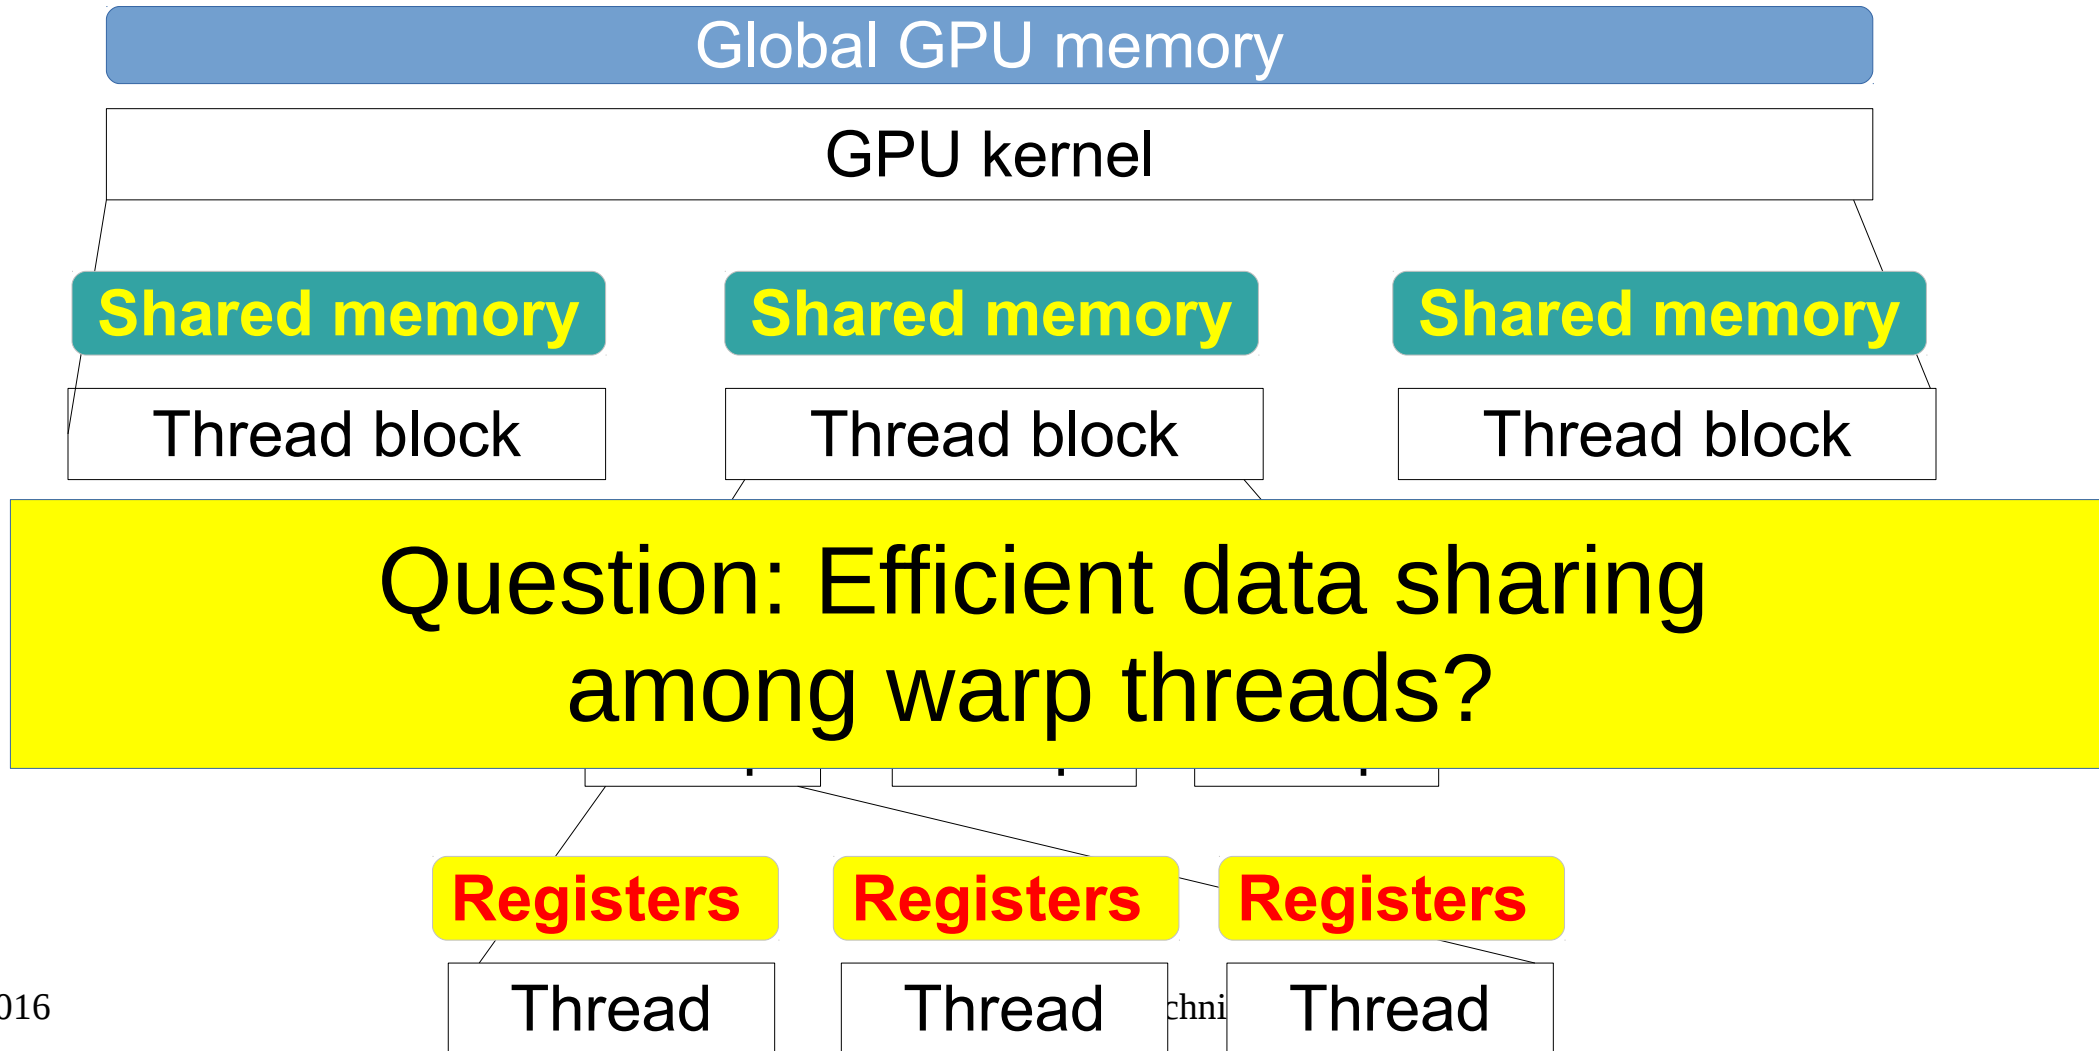 Global GPU memory
GPU kernel
Shared memory Shared memory Shared memory
Thread block Thread block Thread block
Question: Efficient data sharing
among warp threads?
Registers Registers Registers
Thread Thread Thread
016 chni